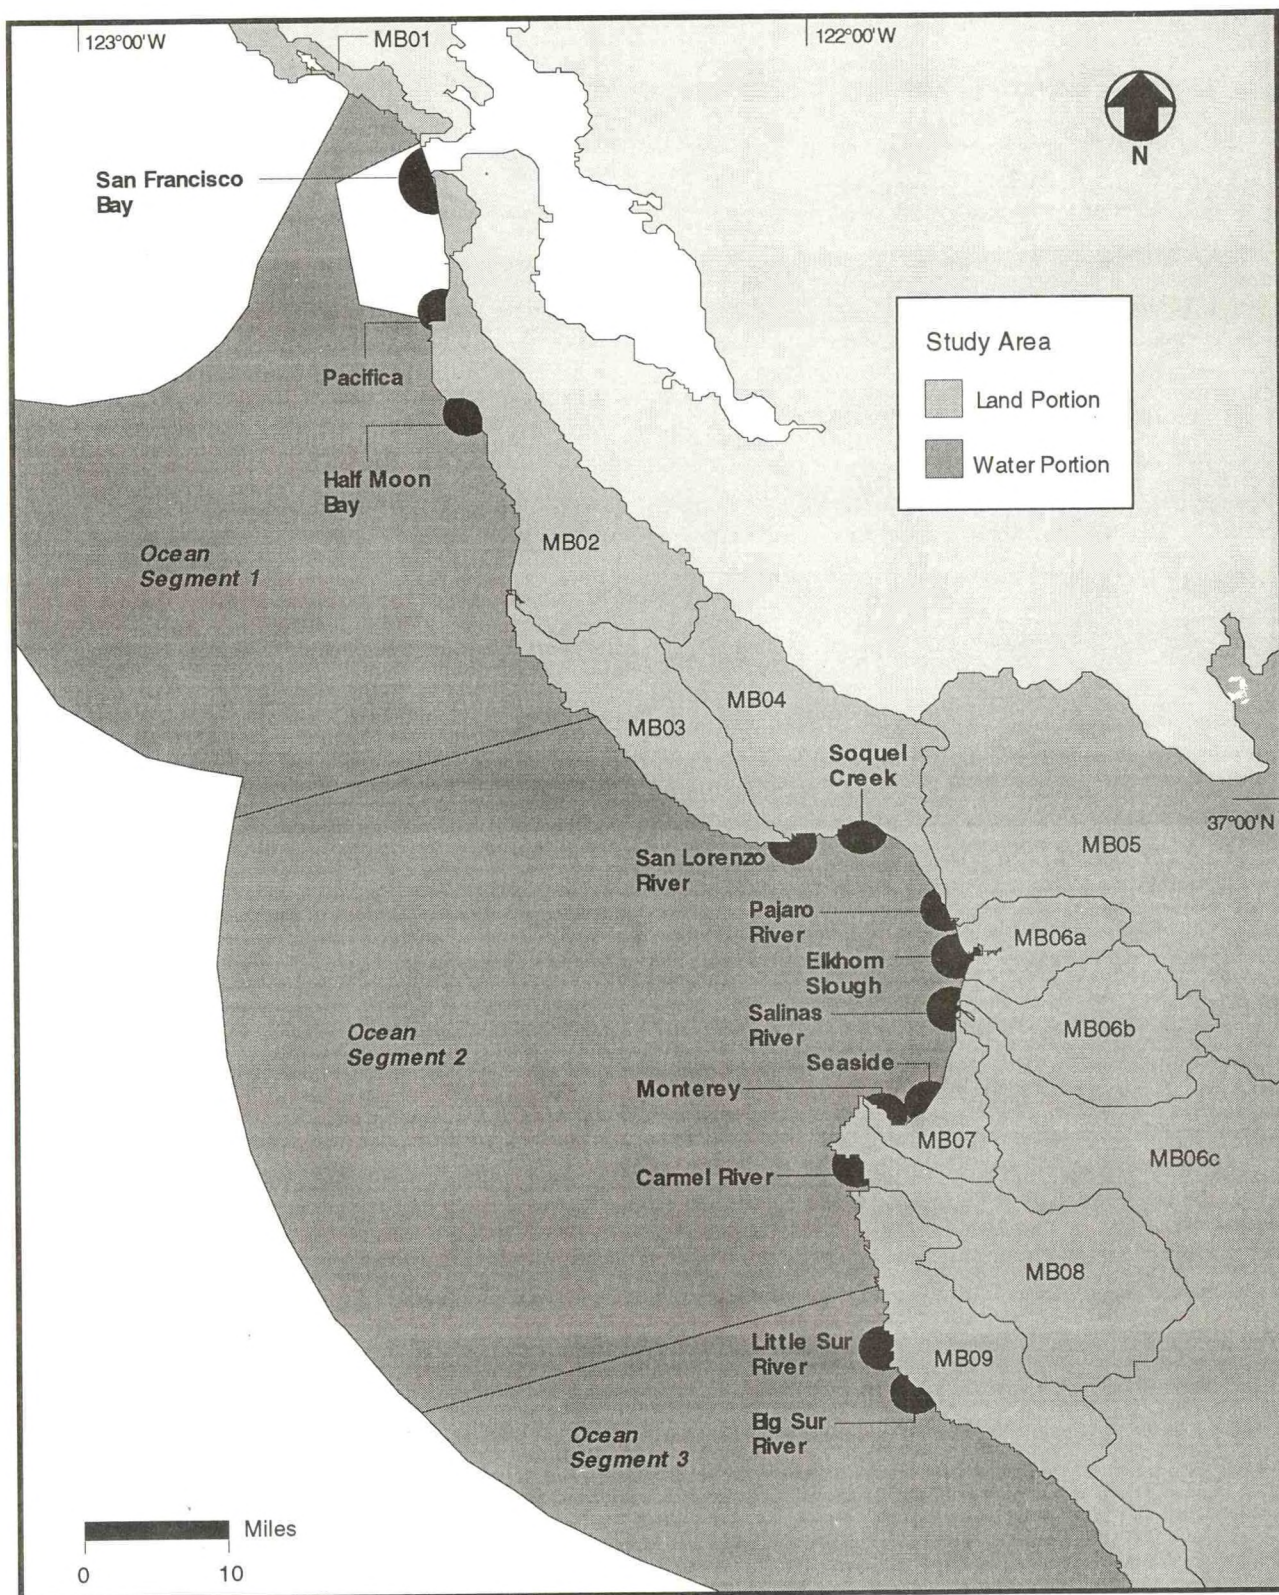 123°00'W
MB01
122°00'W
N
San Francisco
Bay
Study Area
Land Portion
Water Portion
Pacifica
Half Moon
Bay
MB02
Ocean
Segment 1
MB04
MB03
Soquel
Creek
37°00'N
MB05
San Lorenzo
River
Pajaro
River
MB06a
Elkhorn
Slough
Salinas
River
MB06b
Ocean
Segment 2
Seaside
Monterey
MB07
MB06c
Carmel River
MB08
Little Sur
River
MB09
Big Sur
River
Ocean
Segment 3
Miles
0 10